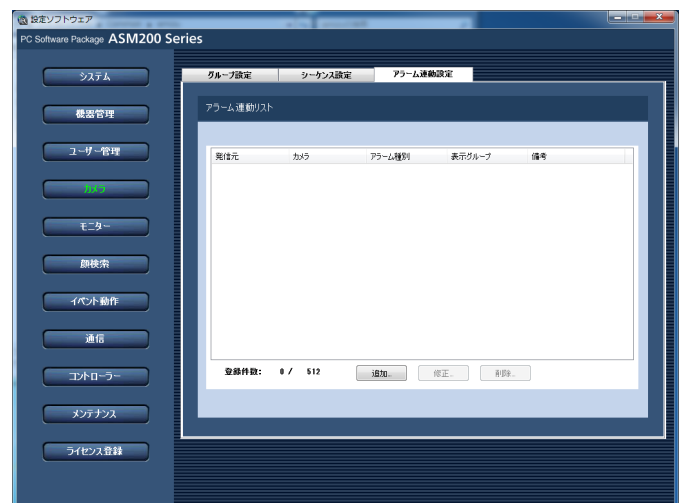 設定ソフトウェア
PC Software Package ASM200 Series
システム
機器管理
ユーザー管理
カメラ
モニター
顔検索
イベント動作
通信
コントローラー
メンテナンス
ライセンス登録
グループ設定 シーケンス設定 アラーム連動設定
アラーム連動リスト
発信元 カメラ アラーム種別 表示グループ 備考
登録件数: 0 / 512 追加... 修正... 削除...